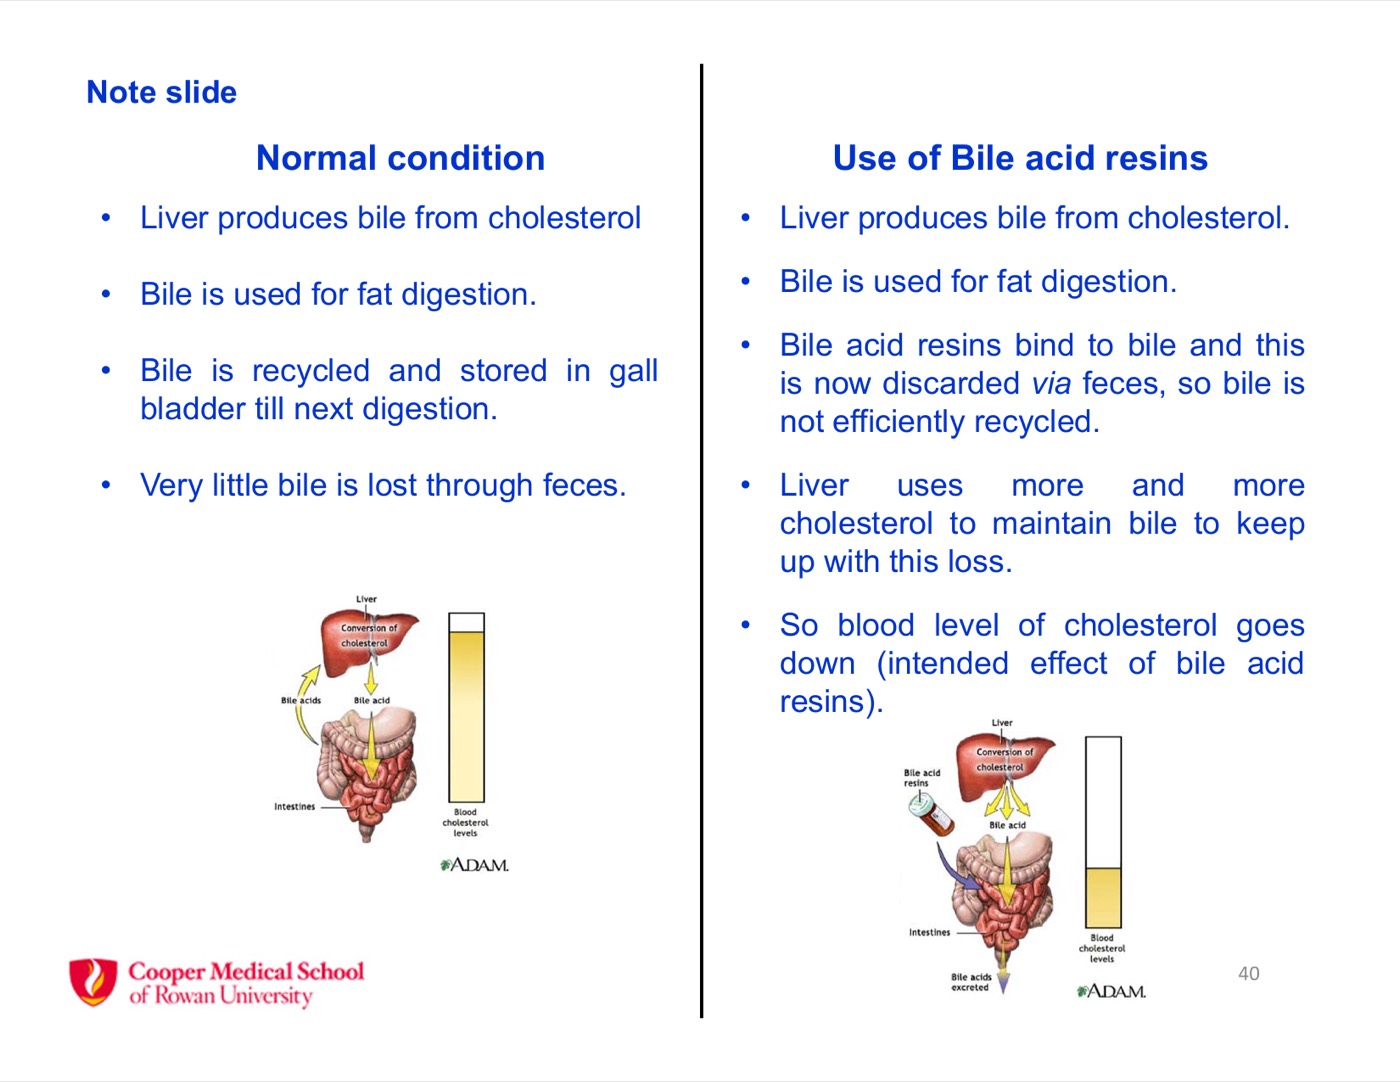 Note slide
Normal condition
• Liver produces bile from cholesterol
• Bile is used for fat digestion.
• Bile is recycled and stored in gall
bladder till next digestion.
• Very little bile is lost through feces.
Liver
Conversion of
cholesterol
Bile acids
Bile acid
Intestines
Blood
cholesterol
levels
ADAM.
Cooper Medical School
of Rowan University
Use of Bile acid resins
• Liver produces bile from cholesterol.
• Bile is used for fat digestion.
• Bile acid resins bind to bile and this
is now discarded via feces, so bile is
not efficiently recycled.
• Liver uses more and more
cholesterol to maintain bile to keep
up with this loss.
• So blood level of cholesterol goes
down (intended effect of bile acid
resins).
Liver
Conversion of
cholesterol
Bile acid
resins
Bile acid
Intestines
Bile acids
excreted
Blood
cholesterol
levels
ADAM.
40